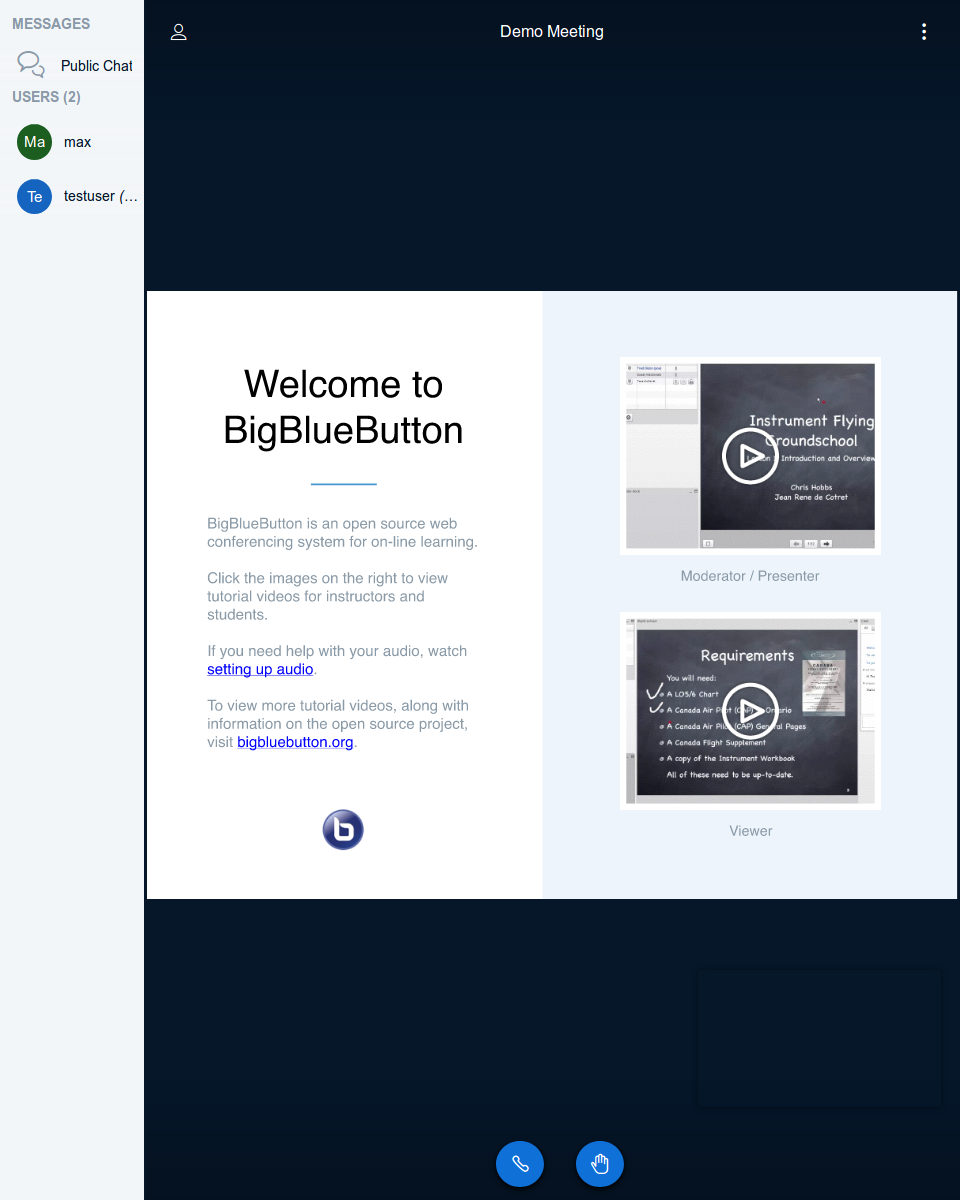 MESSAGES
Public Chat
USERS (2)
Ma max
Te testuser (…
Demo Meeting
Welcome to
BigBlueButton
BigBlueButton is an open source web
conferencing system for on-line learning.
Click the images on the right to view
tutorial videos for instructors and
students.
If you need help with your audio, watch
setting up audio.
To view more tutorial videos, along with
information on the open source project,
visit bigbluebutton.org.
b
Instrument Flying
Groundschool
Introduction and Overview
Chris Hobbs
Jean Rene de Cotret
Moderator / Presenter
Requirements
CANADA
You will need:
A LO5/6 Chart
A Canada Air Pilot (CAP) Ontario
A Canada Air Pilot (CAP) General Pages
A Canada Flight Supplement
A copy of the Instrument Workbook
All of these need to be up-to-date.
Viewer